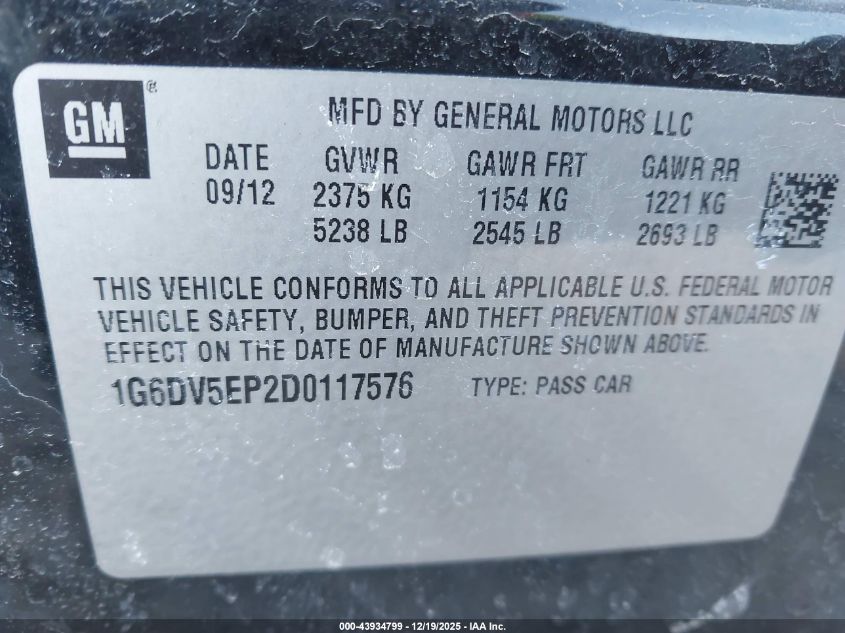 GM®
MFD BY GENERAL MOTORS LLC
DATE GVWR GAWR FRT GAWR RR
09/12 2375 KG 1154 KG 1221 KG
5238 LB 2545 LB 2693 LB
THIS VEHICLE CONFORMS TO ALL APPLICABLE U.S. FEDERAL MOTOR
VEHICLE SAFETY, BUMPER, AND THEFT PREVENTION STANDARDS IN
EFFECT ON THE DATE OF MANUFACTURE SHOWN ABOVE.
1G6DV5EP2D0117576 TYPE: PASS CAR
000-43934799 - 12/19/2025 - IAA Inc.